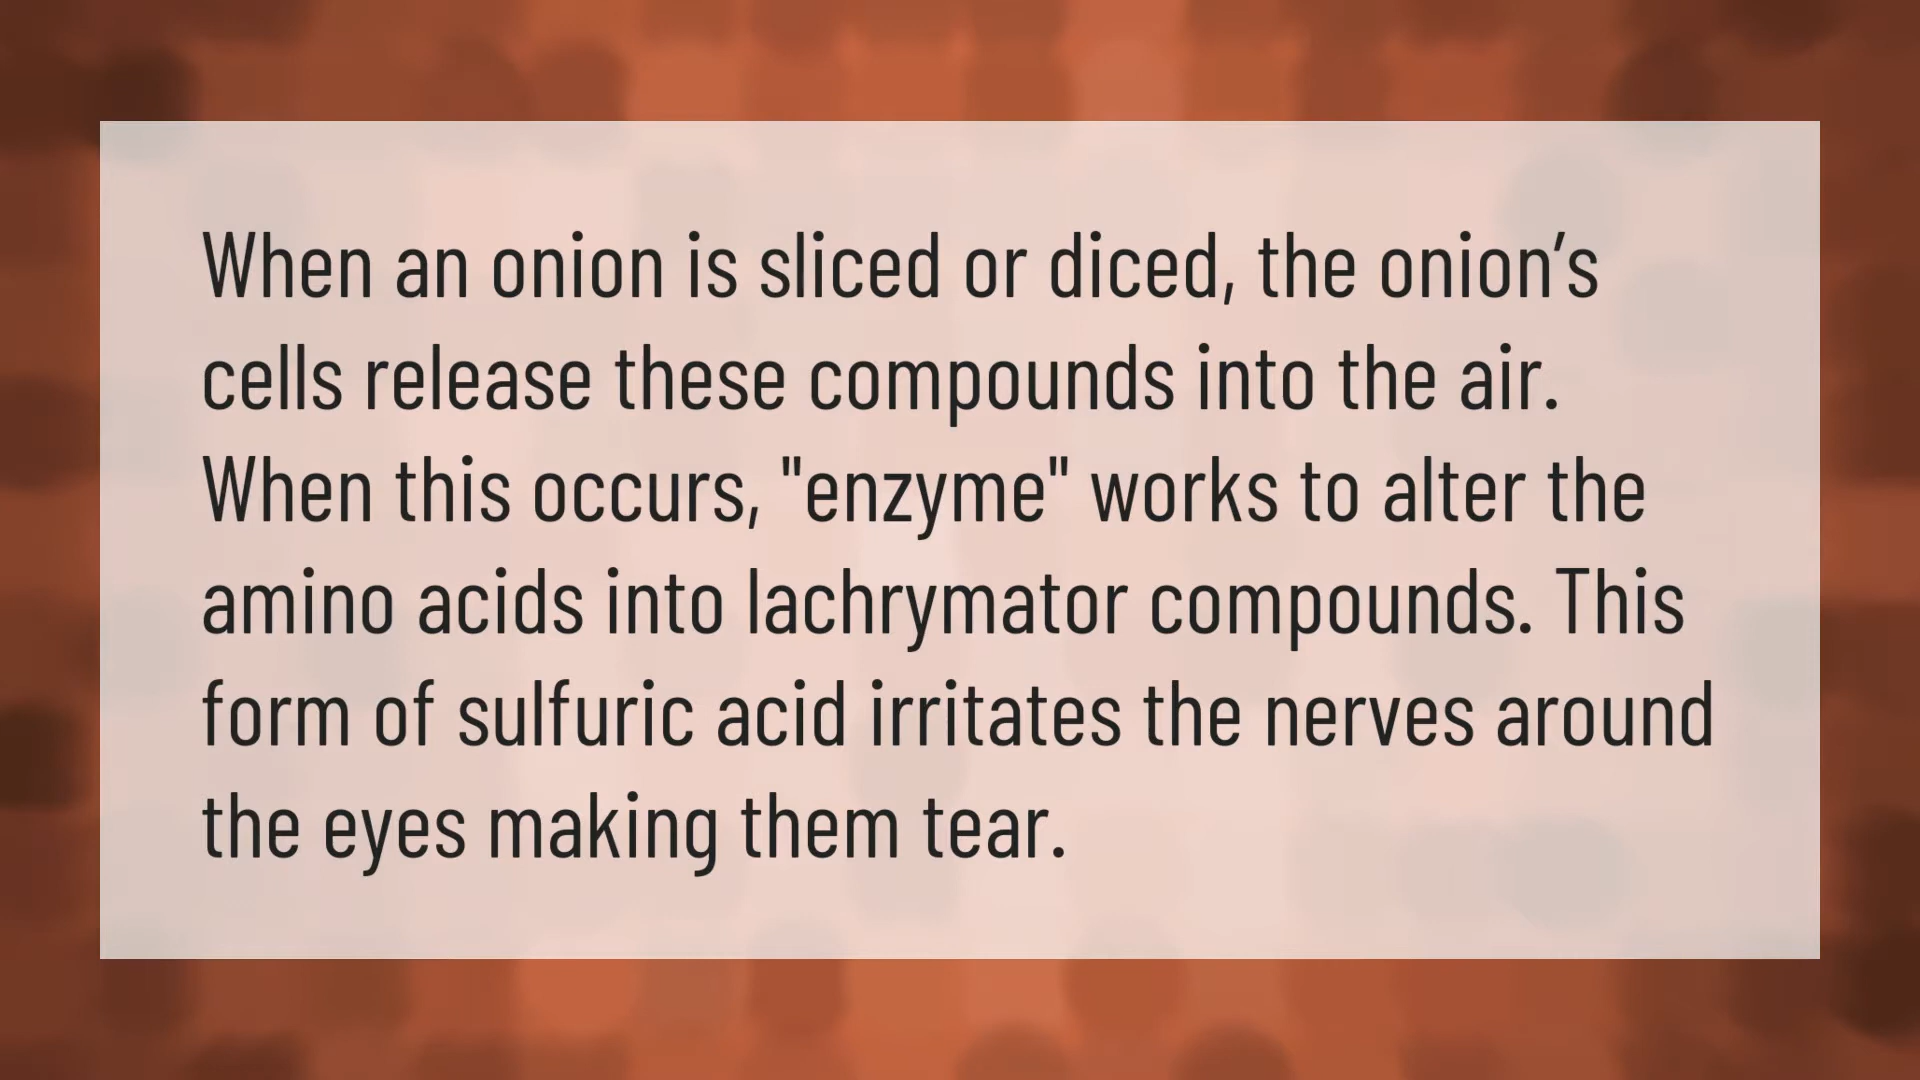 When an onion is sliced or diced, the onion’s
cells release these compounds into the air.
When this occurs, "enzyme" works to alter the
amino acids into lachrymator compounds. This
form of sulfuric acid irritates the nerves around
the eyes making them tear.